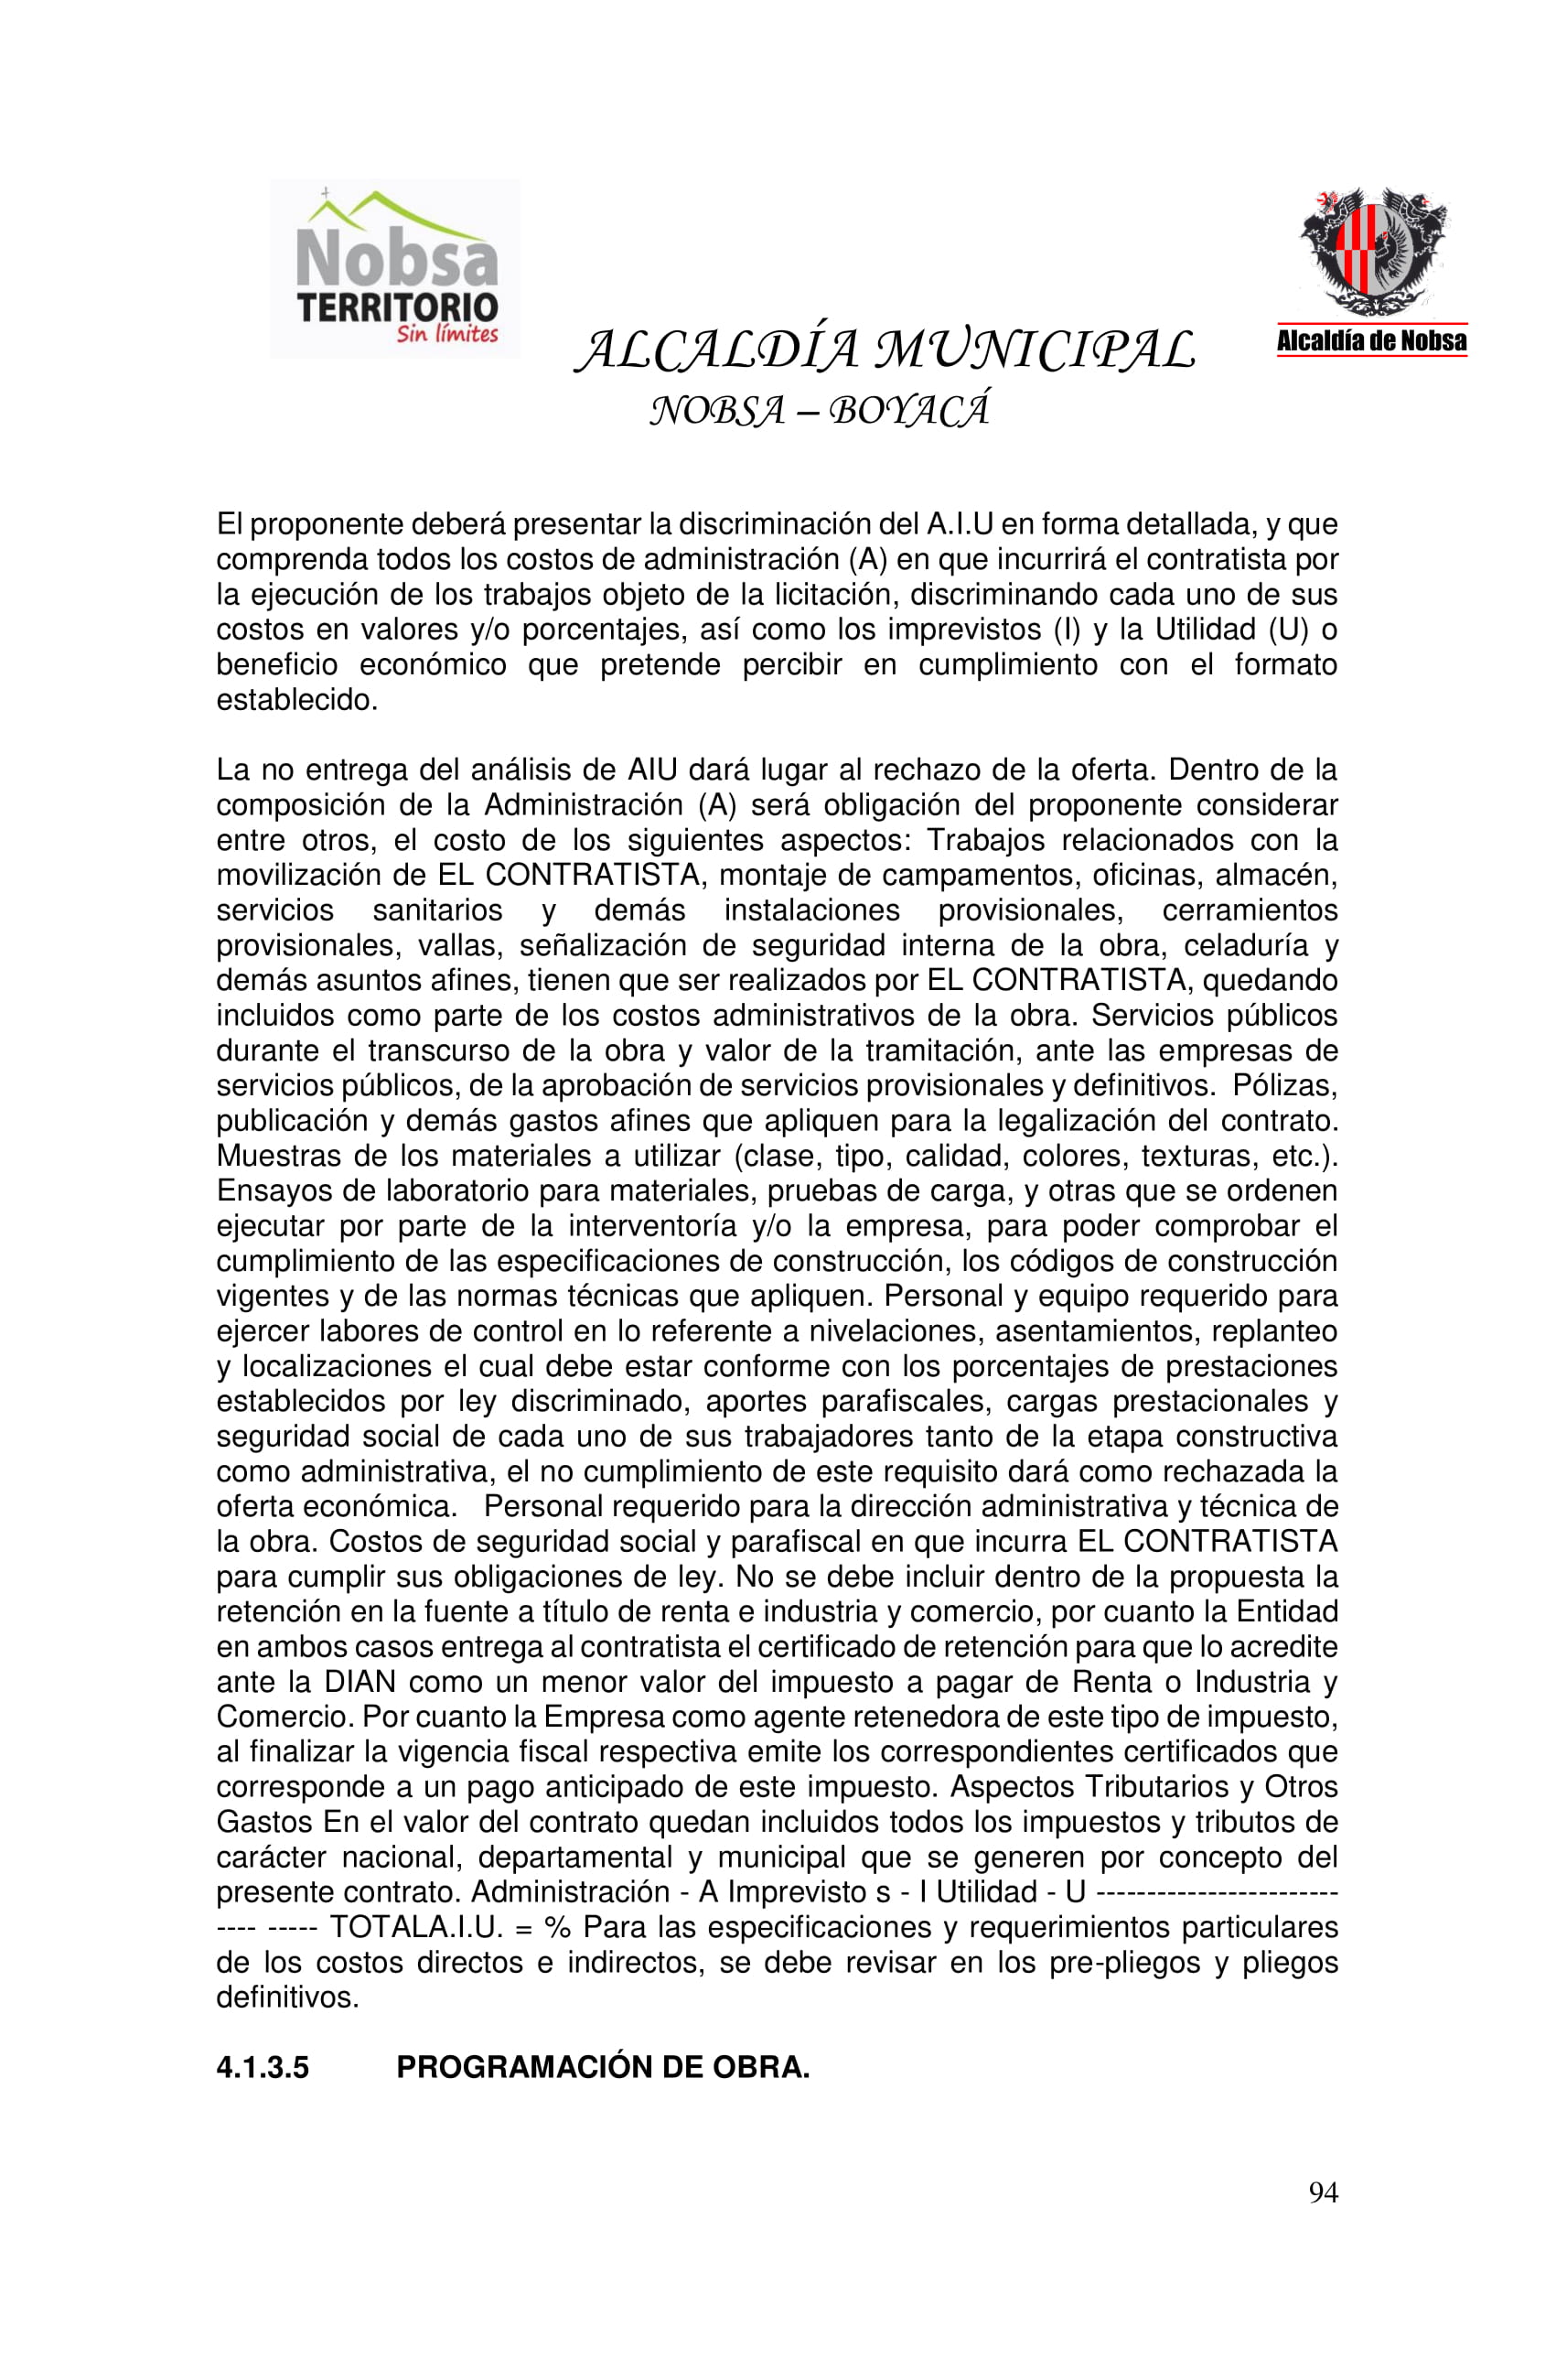 Nobsa
TERRITORIO
Sin límites
Alcaldía de Nobsa
ALCALDÍA MUNICIPAL
NOBSA – BOYACÁ
El proponente deberá presentar la discriminación del A.I.U en forma detallada, y que
comprenda todos los costos de administración (A) en que incurrirá el contratista por
la ejecución de los trabajos objeto de la licitación, discriminando cada uno de sus
costos en valores y/o porcentajes, así como los imprevistos (I) y la Utilidad (U) o
beneficio económico que pretende percibir en cumplimiento con el formato
establecido.
La no entrega del análisis de AIU dará lugar al rechazo de la oferta. Dentro de la
composición de la Administración (A) será obligación del proponente considerar
entre otros, el costo de los siguientes aspectos: Trabajos relacionados con la
movilización de EL CONTRATISTA, montaje de campamentos, oficinas, almacén,
servicios sanitarios y demás instalaciones provisionales, cerramientos
provisionales, vallas, señalización de seguridad interna de la obra, celaduría y
demás asuntos afines, tienen que ser realizados por EL CONTRATISTA, quedando
incluidos como parte de los costos administrativos de la obra. Servicios públicos
durante el transcurso de la obra y valor de la tramitación, ante las empresas de
servicios públicos, de la aprobación de servicios provisionales y definitivos.  Pólizas,
publicación y demás gastos afines que apliquen para la legalización del contrato.
Muestras de los materiales a utilizar (clase, tipo, calidad, colores, texturas, etc.).
Ensayos de laboratorio para materiales, pruebas de carga, y otras que se ordenen
ejecutar por parte de la interventoría y/o la empresa, para poder comprobar el
cumplimiento de las especificaciones de construcción, los códigos de construcción
vigentes y de las normas técnicas que apliquen. Personal y equipo requerido para
ejercer labores de control en lo referente a nivelaciones, asentamientos, replanteo
y localizaciones el cual debe estar conforme con los porcentajes de prestaciones
establecidos por ley discriminado, aportes parafiscales, cargas prestacionales y
seguridad social de cada uno de sus trabajadores tanto de la etapa constructiva
como administrativa, el no cumplimiento de este requisito dará como rechazada la
oferta económica.   Personal requerido para la dirección administrativa y técnica de
la obra. Costos de seguridad social y parafiscal en que incurra EL CONTRATISTA
para cumplir sus obligaciones de ley. No se debe incluir dentro de la propuesta la
retención en la fuente a título de renta e industria y comercio, por cuanto la Entidad
en ambos casos entrega al contratista el certificado de retención para que lo acredite
ante la DIAN como un menor valor del impuesto a pagar de Renta o Industria y
Comercio. Por cuanto la Empresa como agente retenedora de este tipo de impuesto,
al finalizar la vigencia fiscal respectiva emite los correspondientes certificados que
corresponde a un pago anticipado de este impuesto. Aspectos Tributarios y Otros
Gastos En el valor del contrato quedan incluidos todos los impuestos y tributos de
carácter nacional, departamental y municipal que se generen por concepto del
presente contrato. Administración - A Imprevisto s - I Utilidad - U ------------------------
---- ----- TOTALA.I.U. = % Para las especificaciones y requerimientos particulares
de los costos directos e indirectos, se debe revisar en los pre-pliegos y pliegos
definitivos.
4.1.3.5 PROGRAMACIÓN DE OBRA.
94